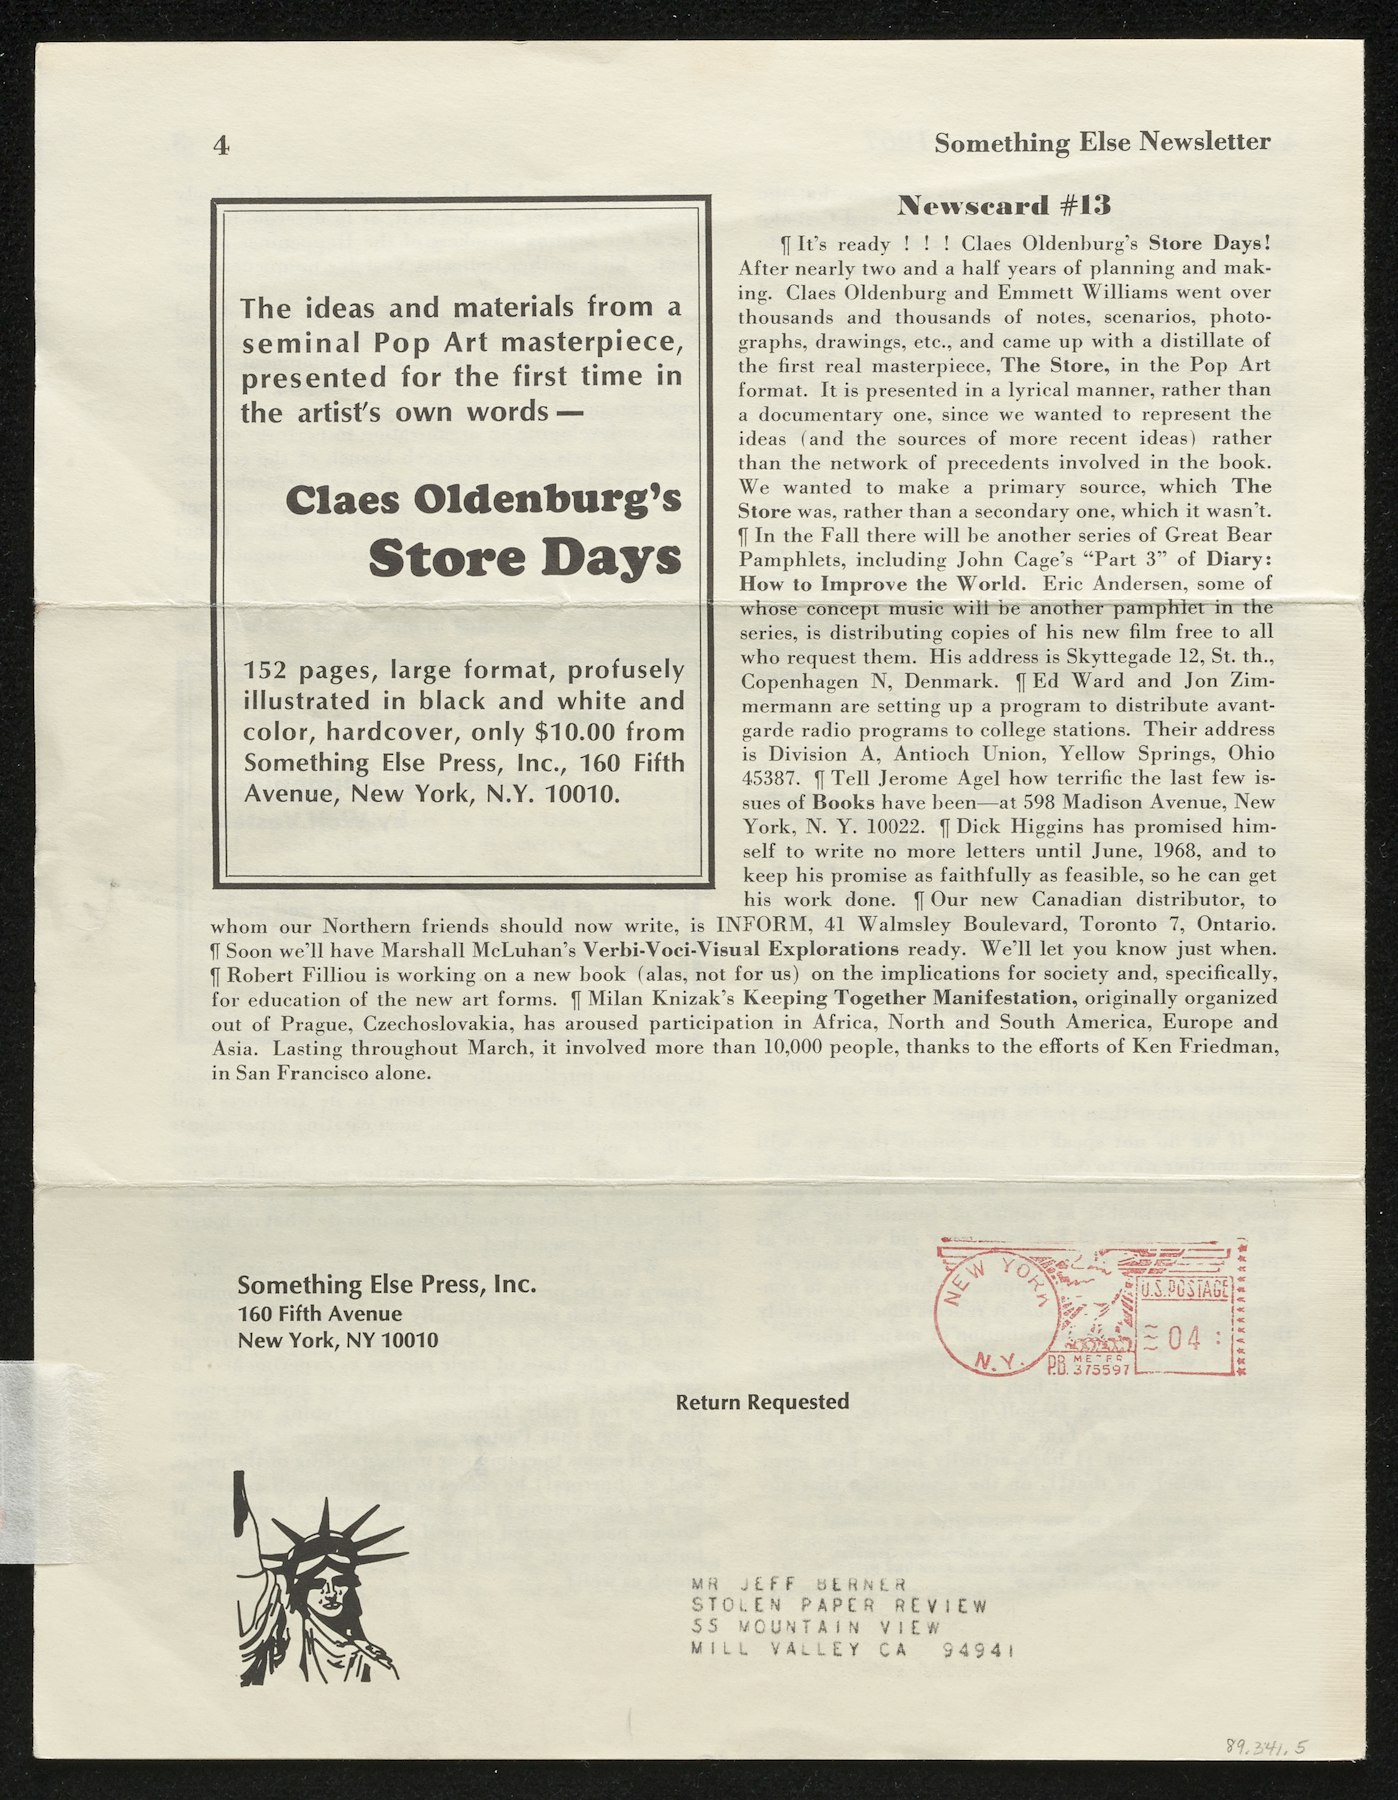 4
Something Else Newsletter
The ideas and materials from a
seminal Pop Art masterpiece,
presented for the first time in
the artist's own words —
Claes Oldenburg's
Store Days
152 pages, large format, profusely
illustrated in black and white and
color, hardcover, only $10.00 from
Something Else Press, Inc., 160 Fifth
Avenue, New York, N.Y. 10010.
Newscard #13
¶ It's ready ! ! ! Claes Oldenburg's Store Days!
After nearly two and a half years of planning and mak-
ing. Claes Oldenburg and Emmett Williams went over
thousands and thousands of notes, scenarios, photo-
graphs, drawings, etc., and came up with a distillate of
the first real masterpiece, The Store, in the Pop Art
format. It is presented in a lyrical manner, rather than
a documentary one, since we wanted to represent the
ideas (and the sources of more recent ideas) rather
than the network of precedents involved in the book.
We wanted to make a primary source, which The
Store was, rather than a secondary one, which it wasn't.
¶ In the Fall there will be another series of Great Bear
Pamphlets, including John Cage's "Part 3" of Diary:
How to Improve the World. Eric Andersen, some of
whose concept music will be another pamphlet in the
series, is distributing copies of his new film free to all
who request them. His address is Skyttegade 12, St. th.,
Copenhagen N, Denmark. ¶ Ed Ward and Jon Zim-
mermann are setting up a program to distribute avant-
garde radio programs to college stations. Their address
is Division A, Antioch Union, Yellow Springs, Ohio
45387. ¶ Tell Jerome Agel how terrific the last few is-
sues of Books have been—at 598 Madison Avenue, New
York, N. Y. 10022. ¶ Dick Higgins has promised him-
self to write no more letters until June, 1968, and to
keep his promise as faithfully as feasible, so he can get
his work done. ¶ Our new Canadian distributor, to
whom our Northern friends should now write, is INFORM, 41 Walmsley Boulevard, Toronto 7, Ontario.
¶ Soon we'll have Marshall McLuhan's Verbi-Voci-Visual Explorations ready. We'll let you know just when.
¶ Robert Filliou is working on a new book (alas, not for us) on the implications for society and, specifically,
for education of the new art forms. ¶ Milan Knizak's Keeping Together Manifestation, originally organized
out of Prague, Czechoslovakia, has aroused participation in Africa, North and South America, Europe and
Asia. Lasting throughout March, it involved more than 10,000 people, thanks to the efforts of Ken Friedman,
in San Francisco alone.
Something Else Press, Inc.
160 Fifth Avenue
New York, NY 10010
NEW YORK
N.Y.
U.S. POSTAGE
04
P.B. 375597
Return Requested
MR JEFF BERNER
STOLEN PAPER REVIEW
55 MOUNTAIN VIEW
MILL VALLEY CA 94941
89.341.5